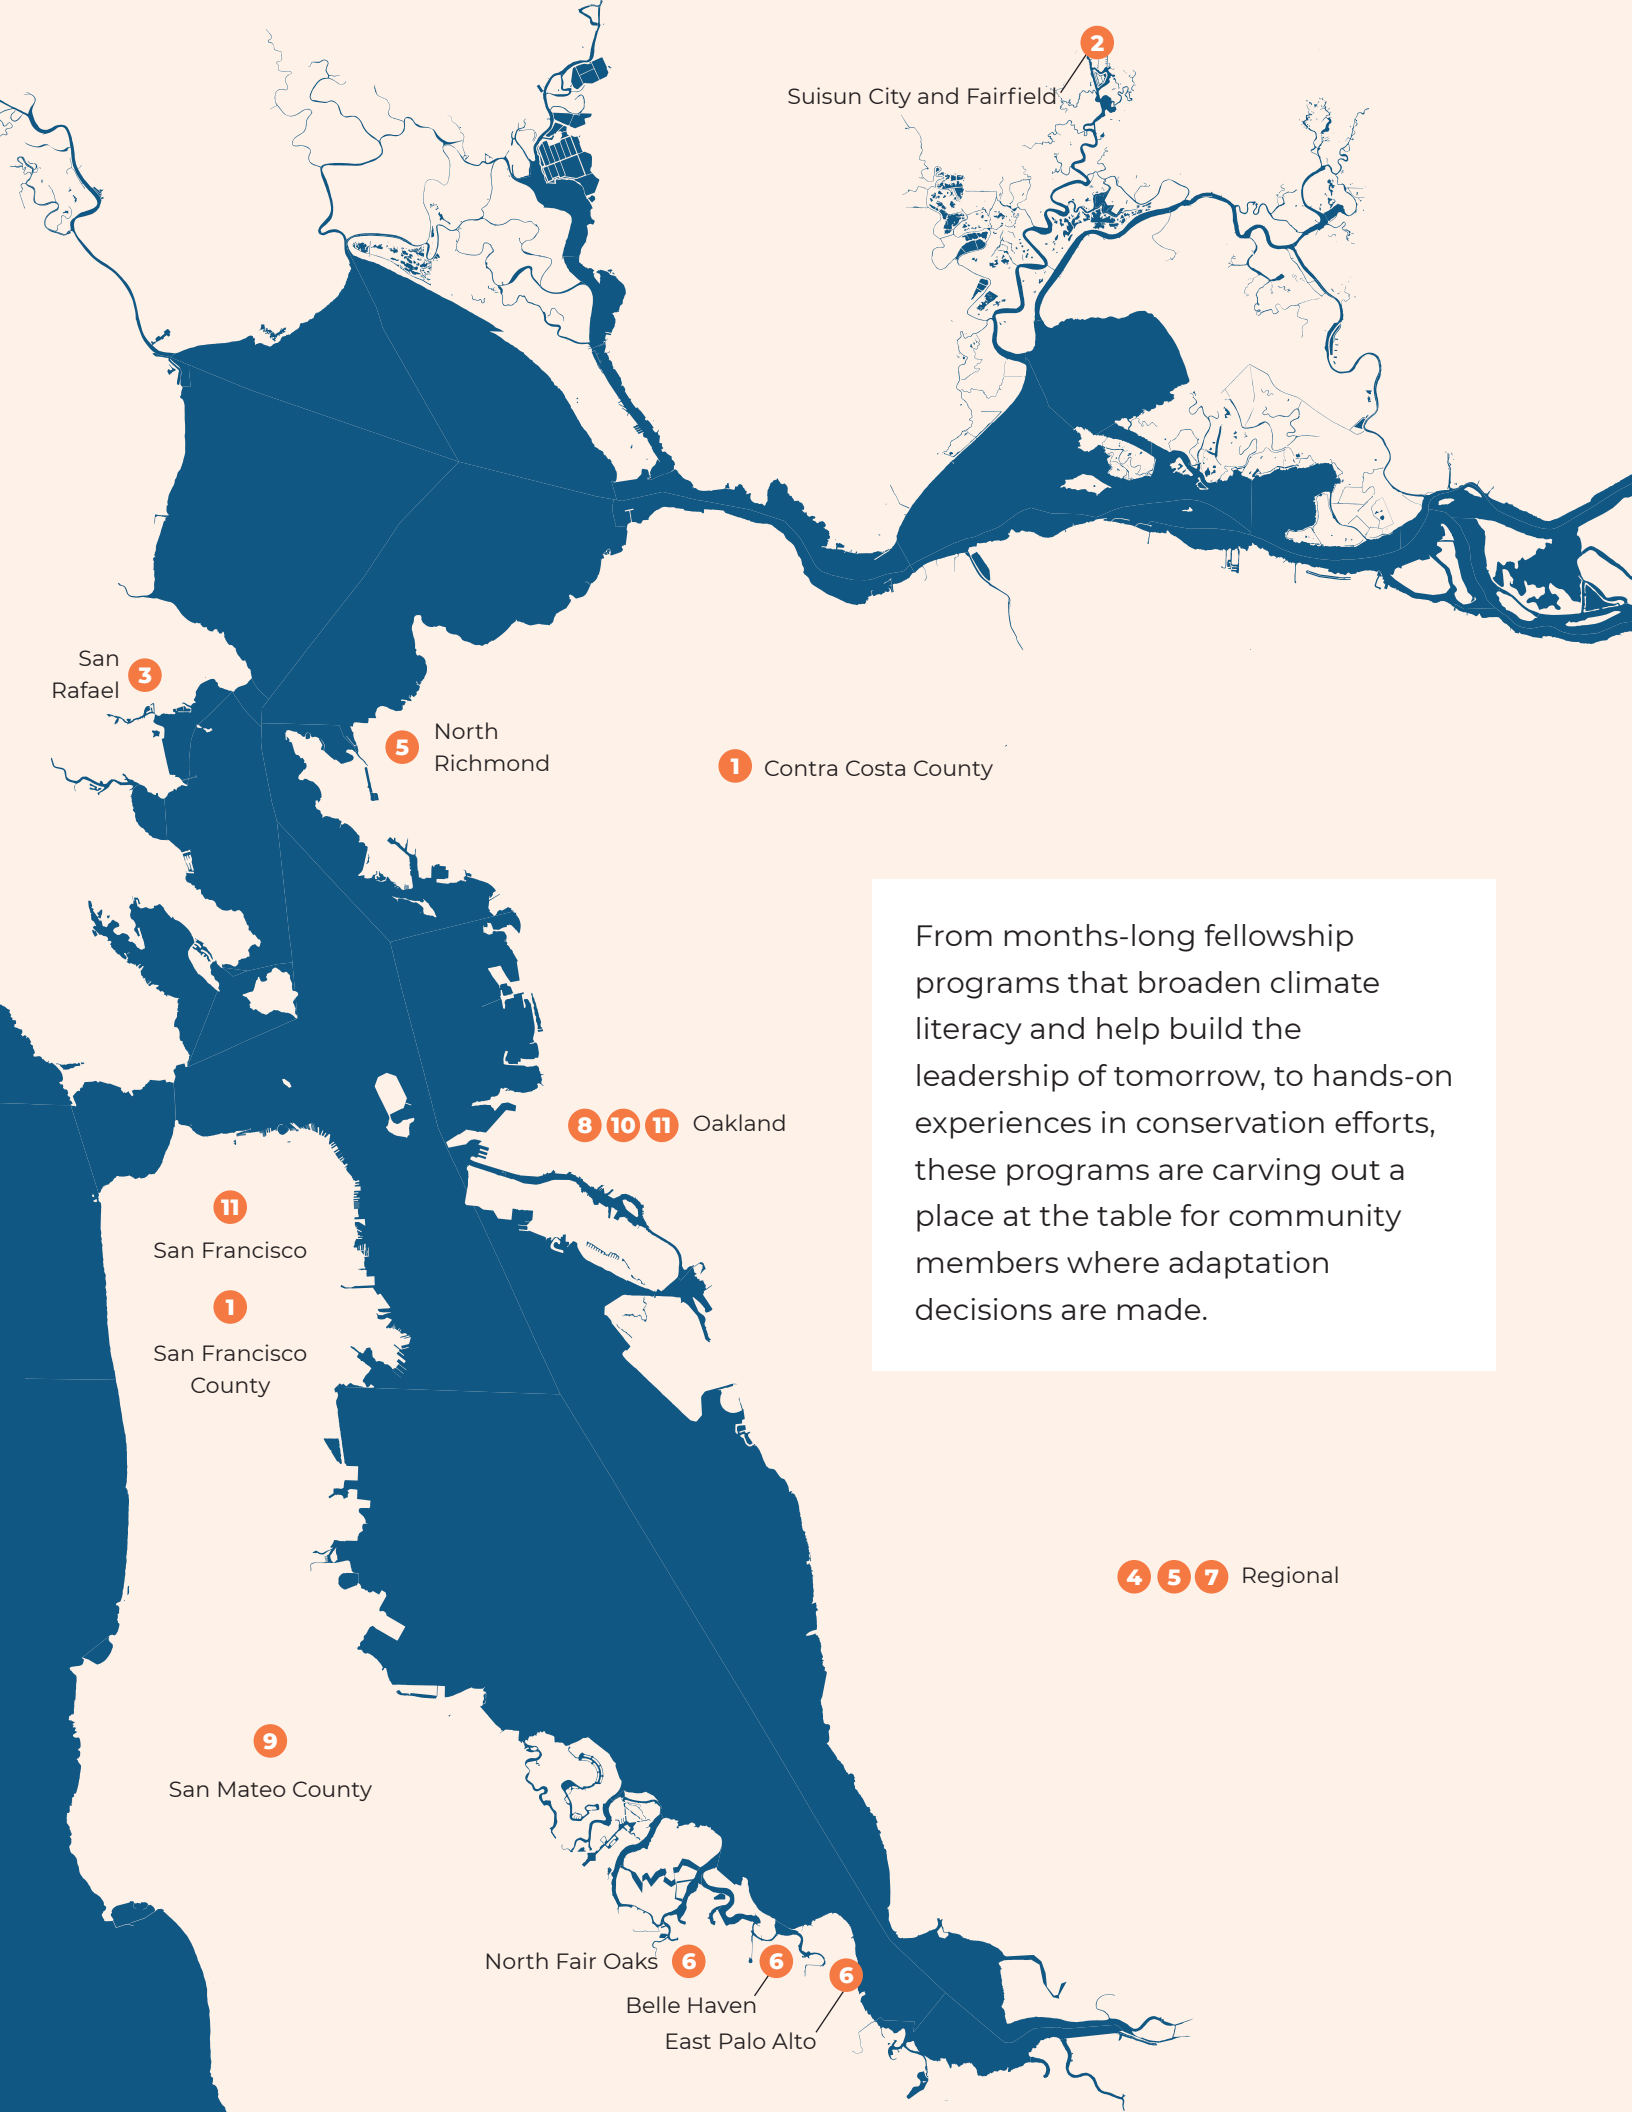 2
Suisun City and Fairfield
San
Rafael
3
5
North
Richmond
1 Contra Costa County
From months-long fellowship
programs that broaden climate
literacy and help build the
leadership of tomorrow, to hands-on
experiences in conservation efforts,
these programs are carving out a
place at the table for community
members where adaptation
decisions are made.
8 10 11 Oakland
11
San Francisco
1
San Francisco
County
4 5 7 Regional
9
San Mateo County
North Fair Oaks 6
6
Belle Haven
6
East Palo Alto